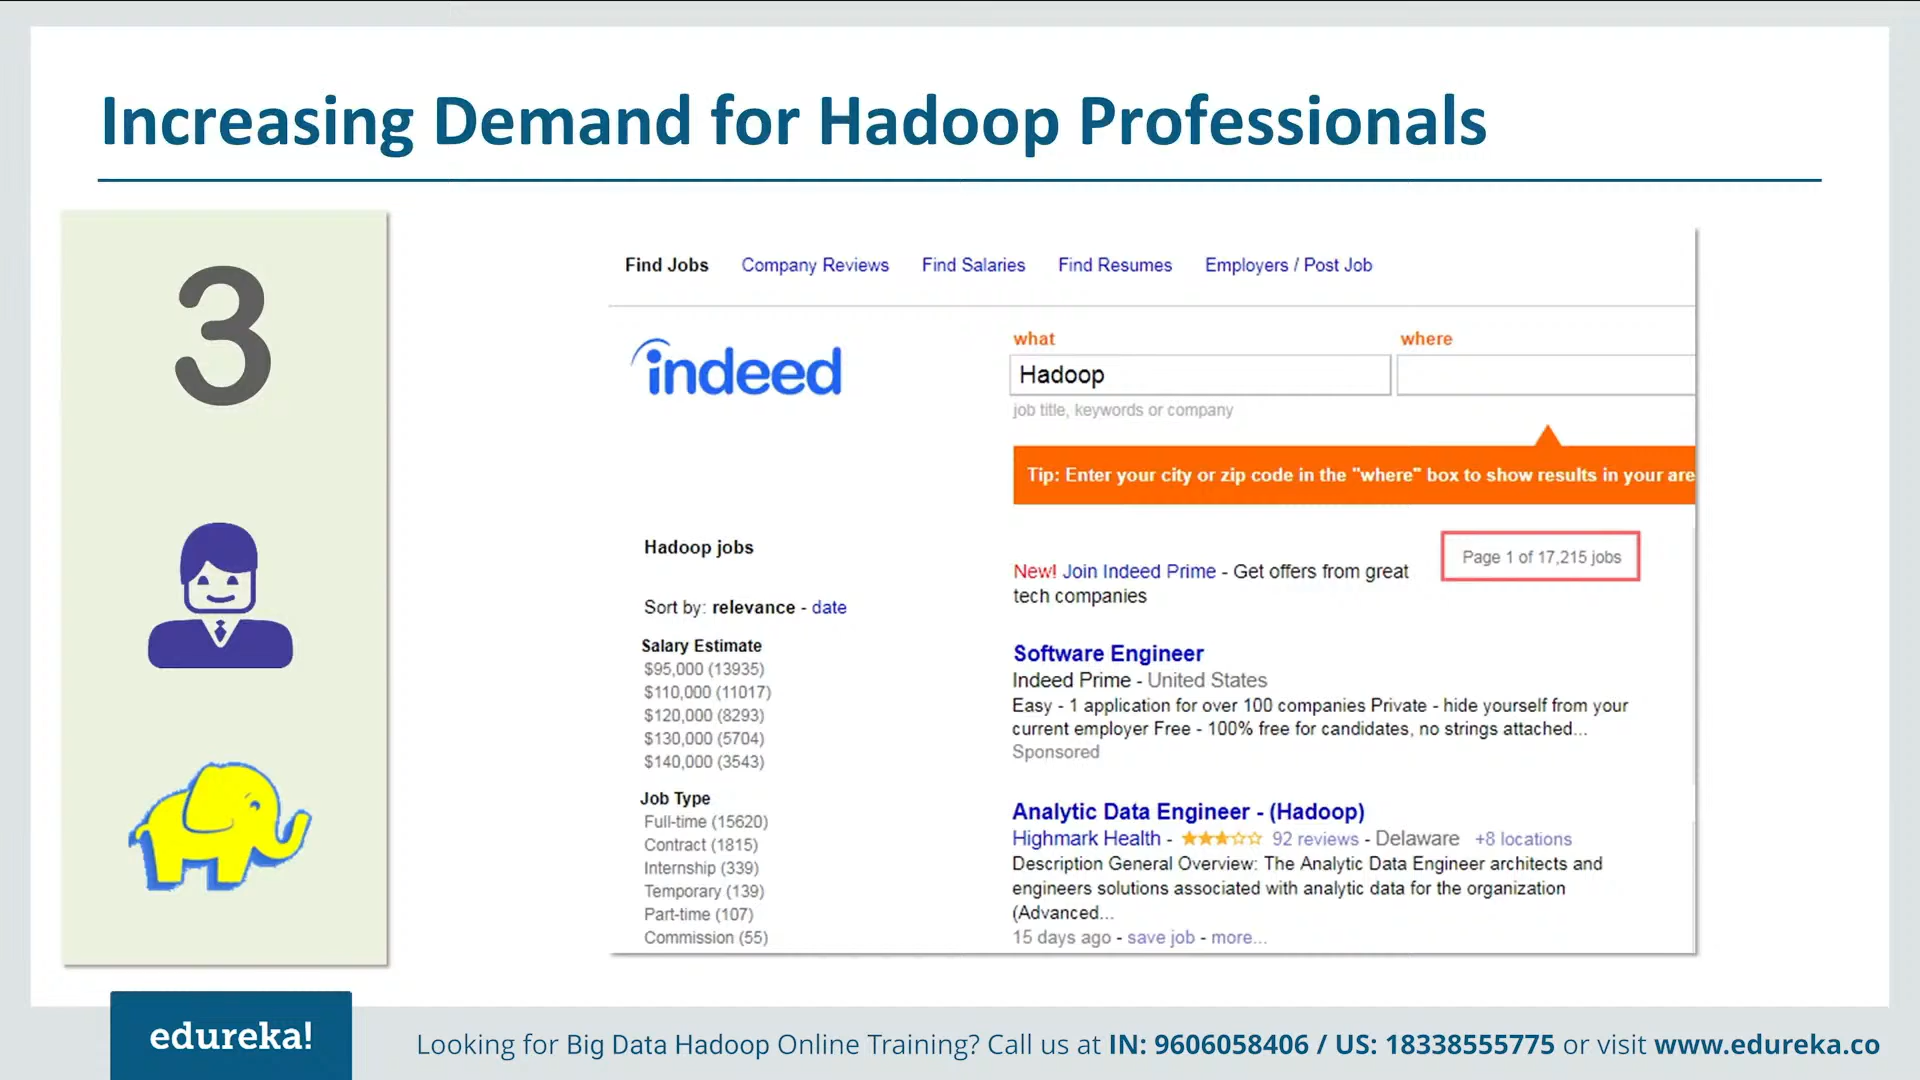 Increasing Demand for Hadoop Professionals
3
Find Jobs Company Reviews Find Salaries Find Resumes Employers / Post Job
indeed
what where
Hadoop
job title, keywords or company
Tip: Enter your city or zip code in the "where" box to show results in your are
Hadoop jobs
Sort by: relevance - date
Salary Estimate
$95,000 (13935)
$110,000 (11017)
$120,000 (8293)
$130,000 (5704)
$140,000 (3543)
Job Type
Full-time (15620)
Contract (1815)
Internship (339)
Temporary (139)
Part-time (107)
Commission (55)
Page 1 of 17,215 jobs
New! Join Indeed Prime - Get offers from great
tech companies
Software Engineer
Indeed Prime - United States
Easy - 1 application for over 100 companies Private - hide yourself from your
current employer Free - 100% free for candidates, no strings attached...
Sponsored
Analytic Data Engineer - (Hadoop)
Highmark Health - 92 reviews - Delaware +8 locations
Description General Overview: The Analytic Data Engineer architects and
engineers solutions associated with analytic data for the organization
(Advanced...
15 days ago - save job - more...
edureka!
Looking for Big Data Hadoop Online Training? Call us at IN: 9606058406 / US: 18338555775 or visit www.edureka.co